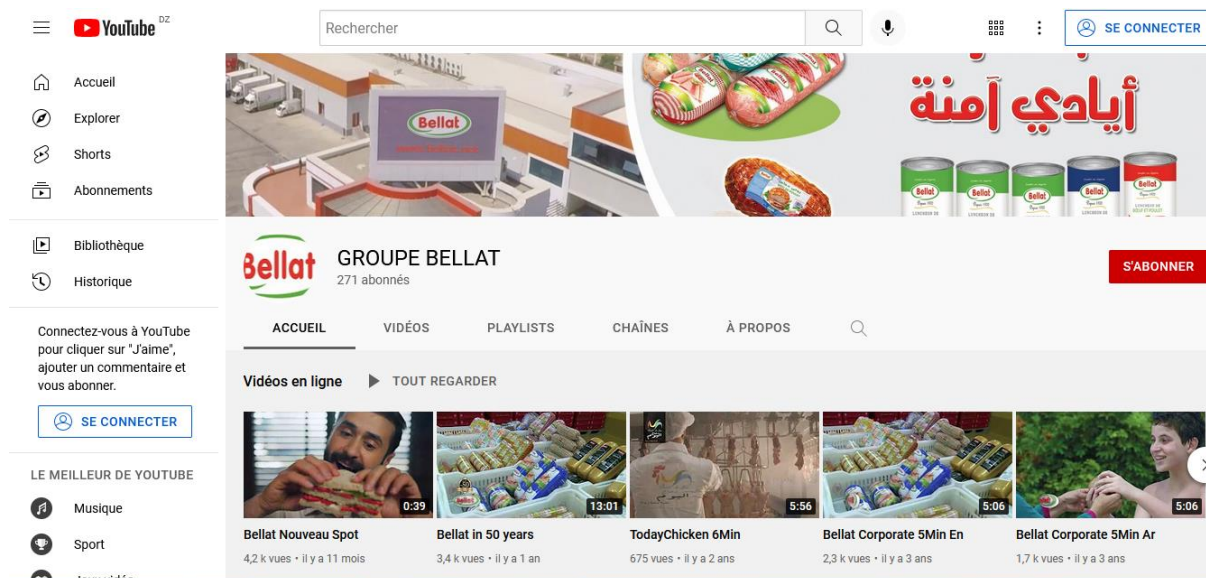 YouTube DZ
Rechercher
SE CONNECTER
Accueil
Explorer
Shorts
Abonnements
Bibliothèque
Historique
Connectez-vous à YouTube
pour cliquer sur "J'aime",
ajouter un commentaire et
vous abonner.
SE CONNECTER
LE MEILLEUR DE YOUTUBE
Musique
Sport
Bellat
أيادي آمنة
Bellat
Bellat
Bellat
Bellat
Bellat
Bellat
GROUPE BELLAT
271 abonnés
S'ABONNER
ACCUEIL
VIDÉOS
PLAYLISTS
CHAÎNES
À PROPOS
Vidéos en ligne
TOUT REGARDER
0:39
13:01
5:56
5:06
5:06
Bellat Nouveau Spot
4,2 k vues • il y a 11 mois
Bellat in 50 years
3,4 k vues • il y a 1 an
TodayChicken 6Min
675 vues • il y a 2 ans
Bellat Corporate 5Min En
2,3 k vues • il y a 3 ans
Bellat Corporate 5Min Ar
1,7 k vues • il y a 3 ans